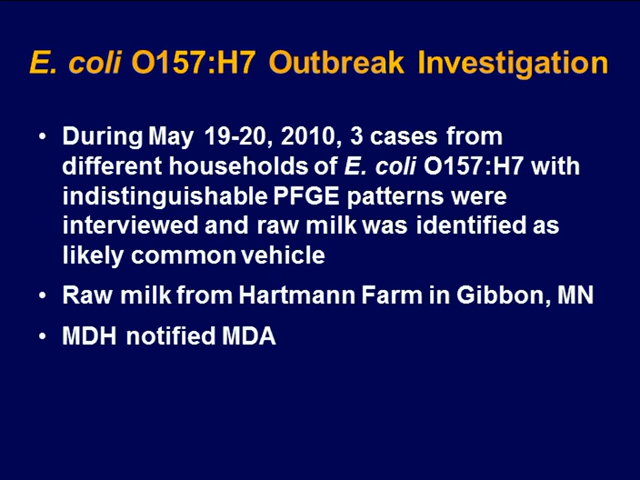 E. coli O157:H7 Outbreak Investigation
• During May 19-20, 2010, 3 cases from
different households of E. coli O157:H7 with
indistinguishable PFGE patterns were
interviewed and raw milk was identified as
likely common vehicle
• Raw milk from Hartmann Farm in Gibbon, MN
• MDH notified MDA